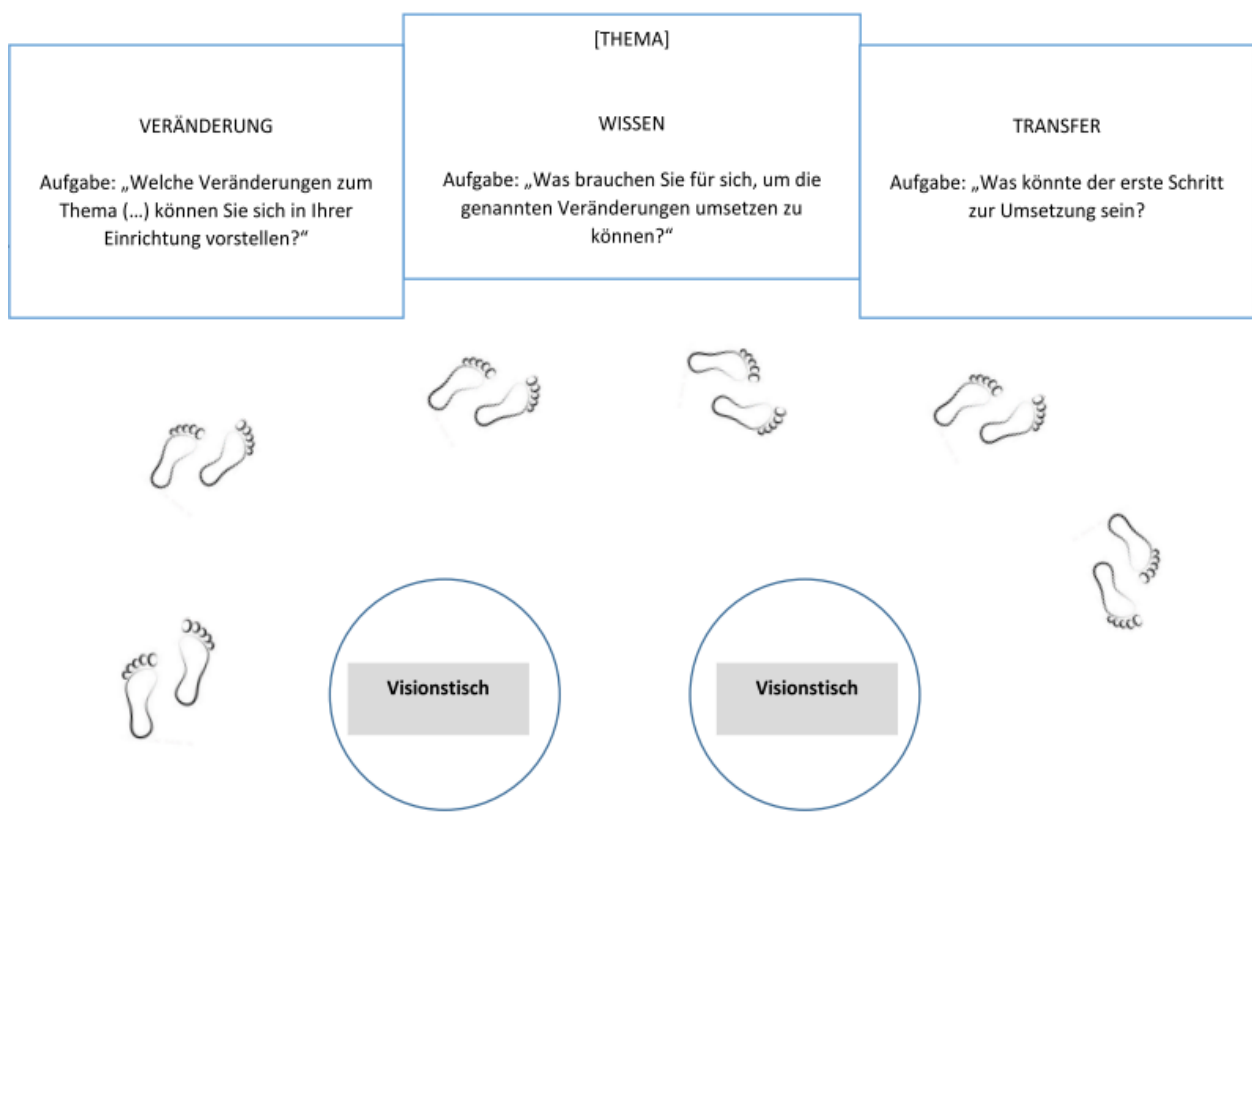 [THEMA]
VERÄNDERUNG
Aufgabe: „Welche Veränderungen zum
Thema (...) können Sie sich in Ihrer
Einrichtung vorstellen?“
WISSEN
Aufgabe: „Was brauchen Sie für sich, um die
genannten Veränderungen umsetzen zu
können?“
TRANSFER
Aufgabe: „Was könnte der erste Schritt
zur Umsetzung sein?
Visionstisch
Visionstisch